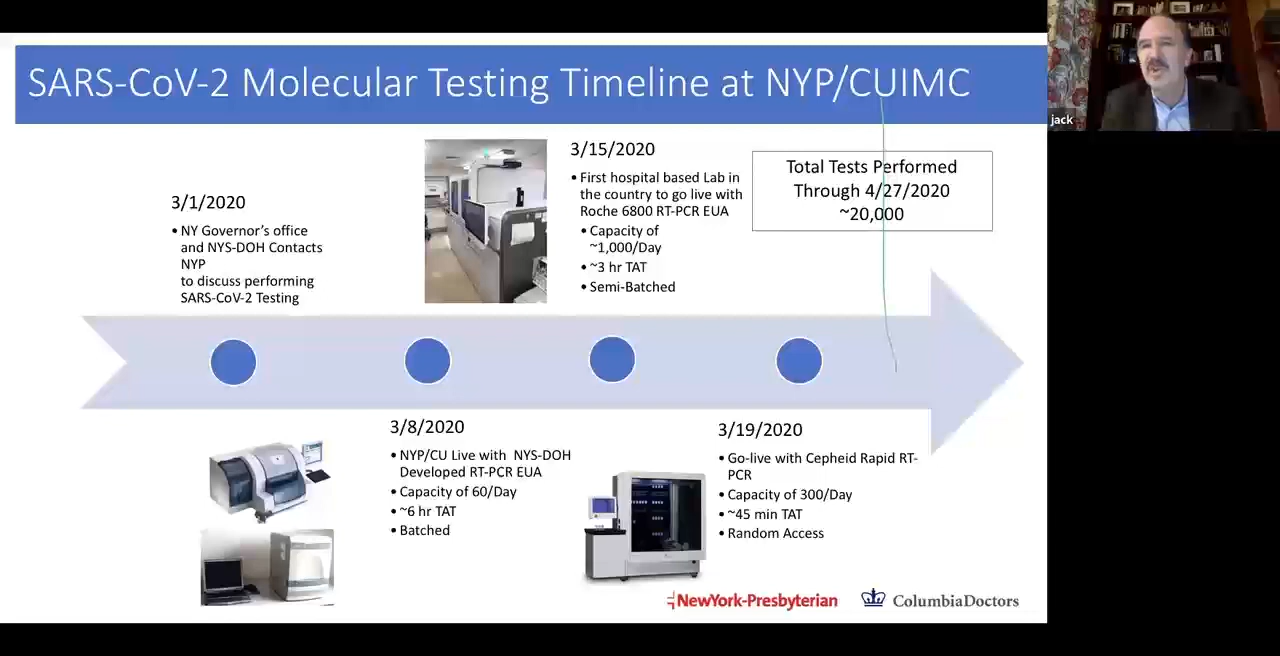 SARS-CoV-2 Molecular Testing Timeline at NYP/CUIMC
jack
3/1/2020
• NY Governor's office
and NYS-DOH Contacts
NYP
to discuss performing
SARS-CoV-2 Testing
3/15/2020
• First hospital based Lab in
the country to go live with
Roche 6800 RT-PCR EUA
• Capacity of
~1,000/Day
• ~3 hr TAT
• Semi-Batched
Total Tests Performed
Through 4/27/2020
~20,000
3/8/2020
• NYP/CU Live with NYS-DOH
Developed RT-PCR EUA
• Capacity of 60/Day
• ~6 hr TAT
• Batched
3/19/2020
• Go-live with Cepheid Rapid RT-
PCR
• Capacity of 300/Day
• ~45 min TAT
• Random Access
NewYork-Presbyterian
ColumbiaDoctors